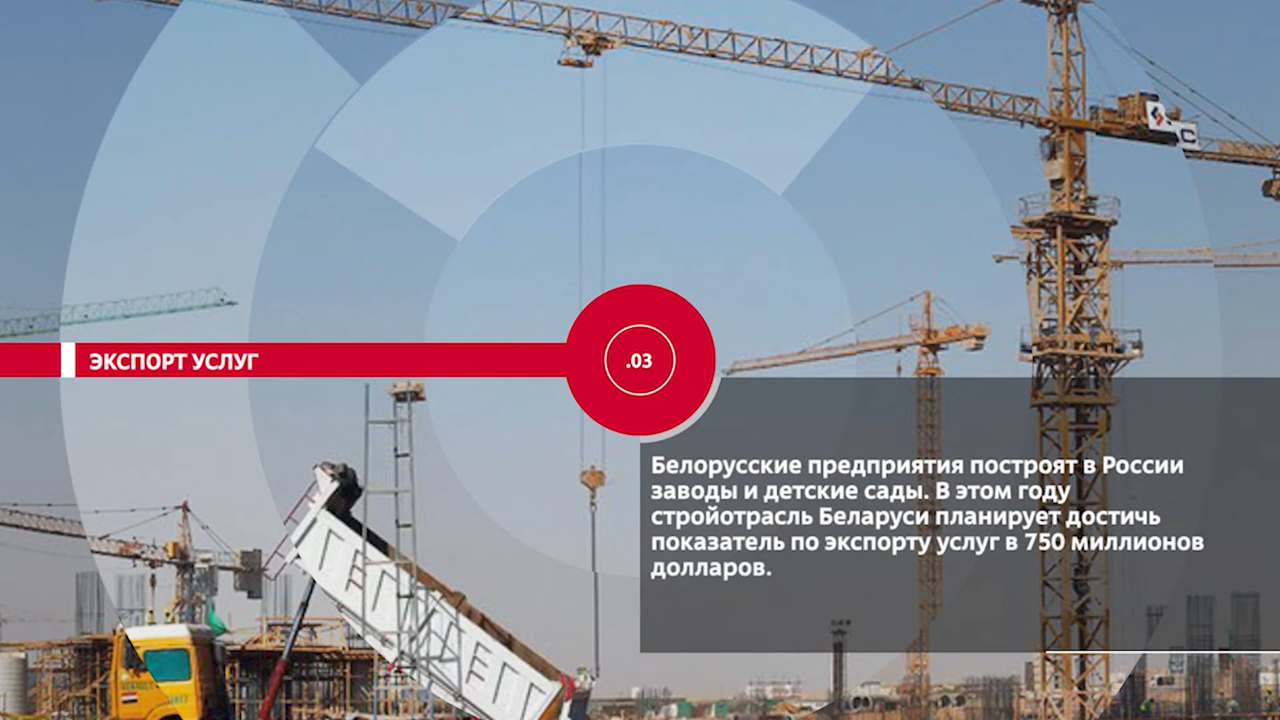 ЭКСПОРТ УСЛУГ
.03
Белорусские предприятия построят в России
заводы и детские сады. В этом году
стройотрасль Беларуси планирует достичь
показатель по экспорту услуг в 750 миллионов
долларов.